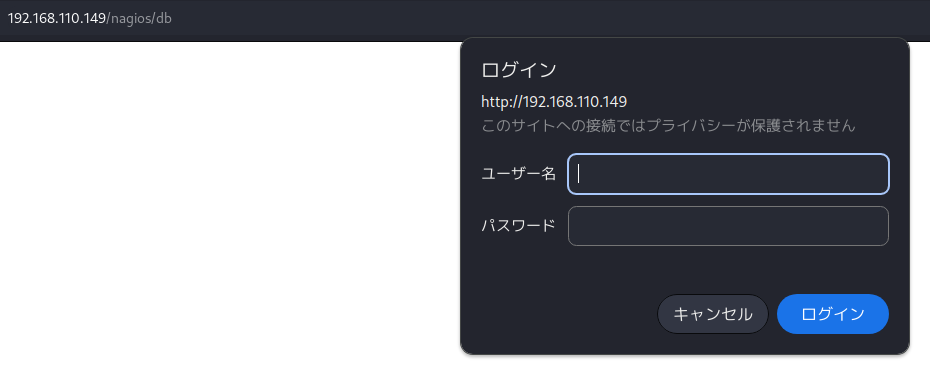 192.168.110.149/nagios/db
ログイン
http://192.168.110.149
このサイトへの接続ではプライバシーが保護されません
ユーザー名
パスワード
キャンセル ログイン